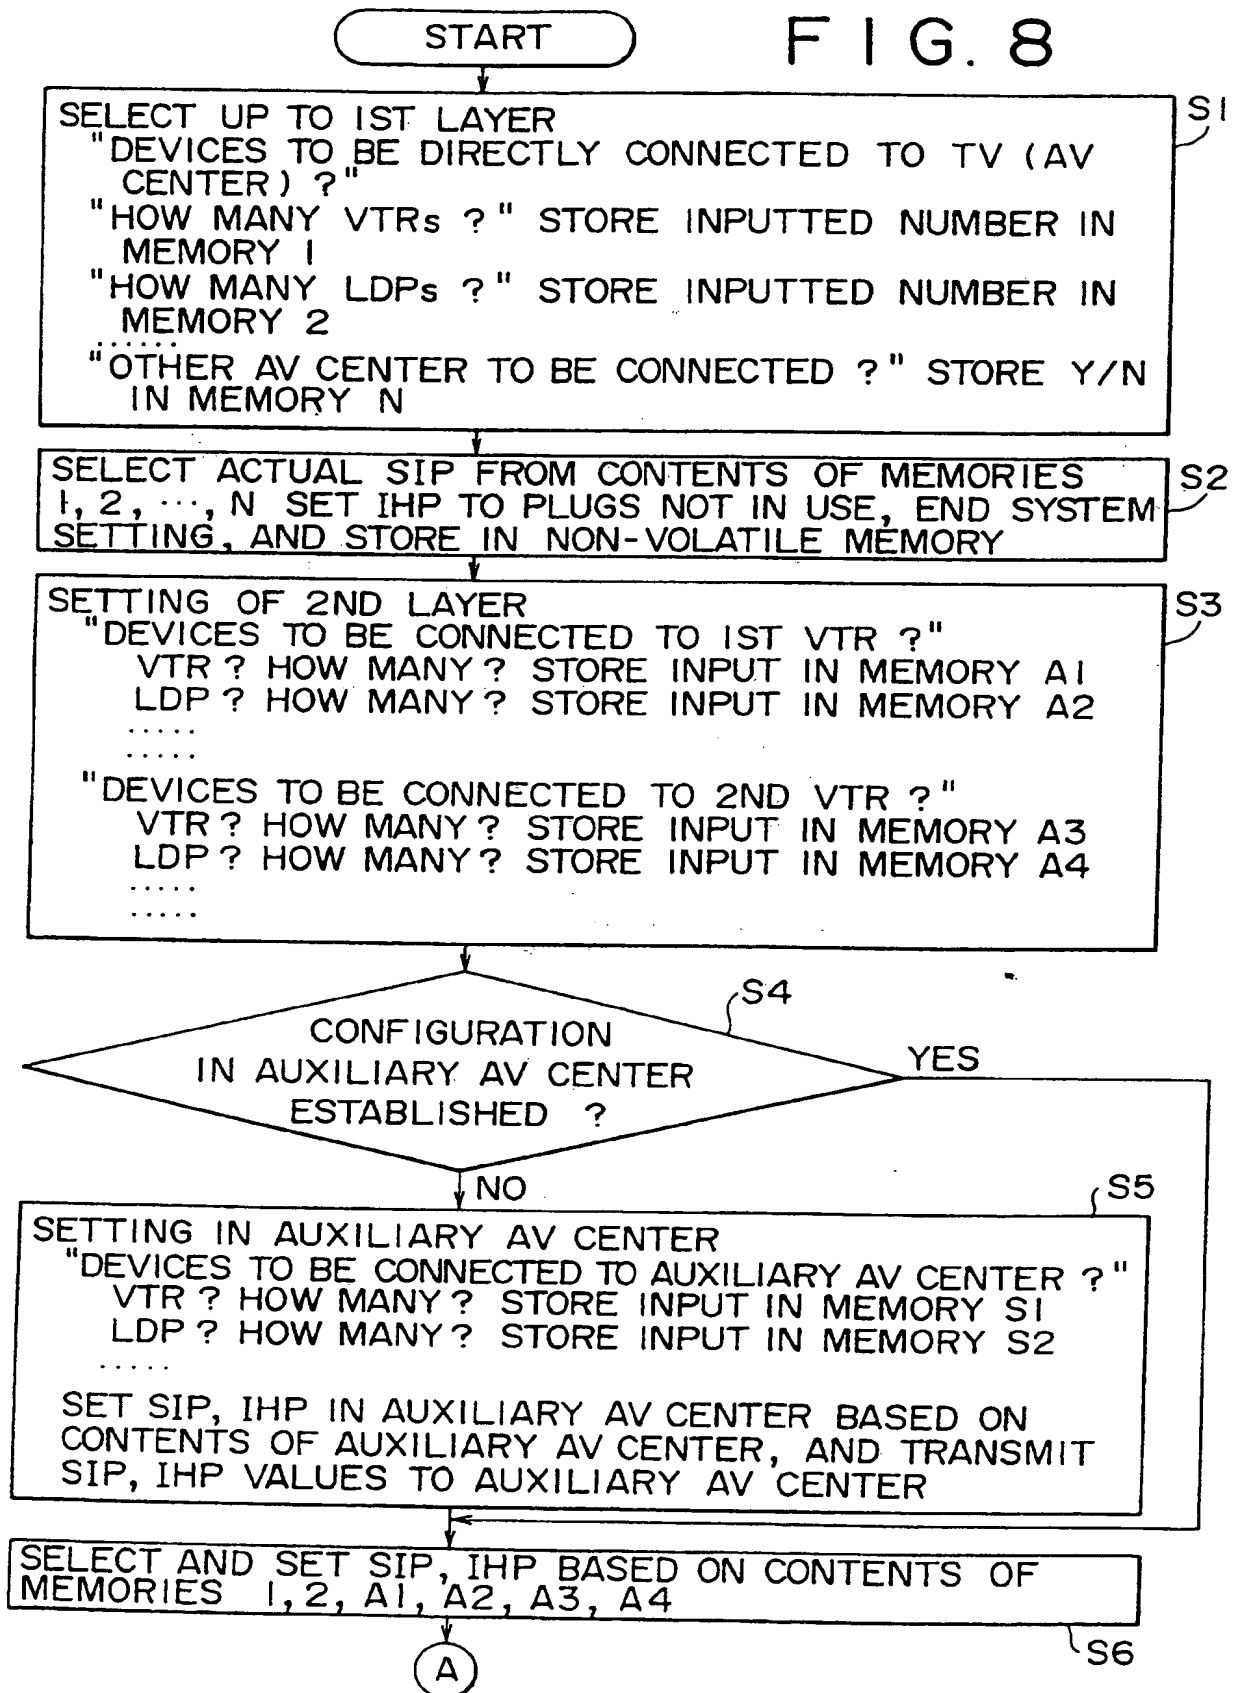 START
FIG. 8
SELECT UP TO 1ST LAYER
S1
"DEVICES TO BE DIRECTLY CONNECTED TO TV (AV
CENTER) ?"
"HOW MANY VTRs ?" STORE INPUTTED NUMBER IN
MEMORY 1
"HOW MANY LDPs ?" STORE INPUTTED NUMBER IN
MEMORY 2
......
"OTHER AV CENTER TO BE CONNECTED ?" STORE Y/N
IN MEMORY N
SELECT ACTUAL SIP FROM CONTENTS OF MEMORIES
S2
1, 2, ···, N SET IHP TO PLUGS NOT IN USE, END SYSTEM
SETTING, AND STORE IN NON-VOLATILE MEMORY
SETTING OF 2ND LAYER
S3
"DEVICES TO BE CONNECTED TO 1ST VTR ?"
VTR ? HOW MANY ? STORE INPUT IN MEMORY A1
LDP ? HOW MANY ? STORE INPUT IN MEMORY A2
.....
.....
"DEVICES TO BE CONNECTED TO 2ND VTR ?"
VTR ? HOW MANY ? STORE INPUT IN MEMORY A3
LDP ? HOW MANY ? STORE INPUT IN MEMORY A4
.....
.....
S4
CONFIGURATION
IN AUXILIARY AV CENTER
ESTABLISHED ?
YES
NO
S5
SETTING IN AUXILIARY AV CENTER
"DEVICES TO BE CONNECTED TO AUXILIARY AV CENTER ?"
VTR ? HOW MANY ? STORE INPUT IN MEMORY S1
LDP ? HOW MANY ? STORE INPUT IN MEMORY S2
.....
SET SIP, IHP IN AUXILIARY AV CENTER BASED ON
CONTENTS OF AUXILIARY AV CENTER, AND TRANSMIT
SIP, IHP VALUES TO AUXILIARY AV CENTER
SELECT AND SET SIP, IHP BASED ON CONTENTS OF
MEMORIES 1, 2, A1, A2, A3, A4
S6
A